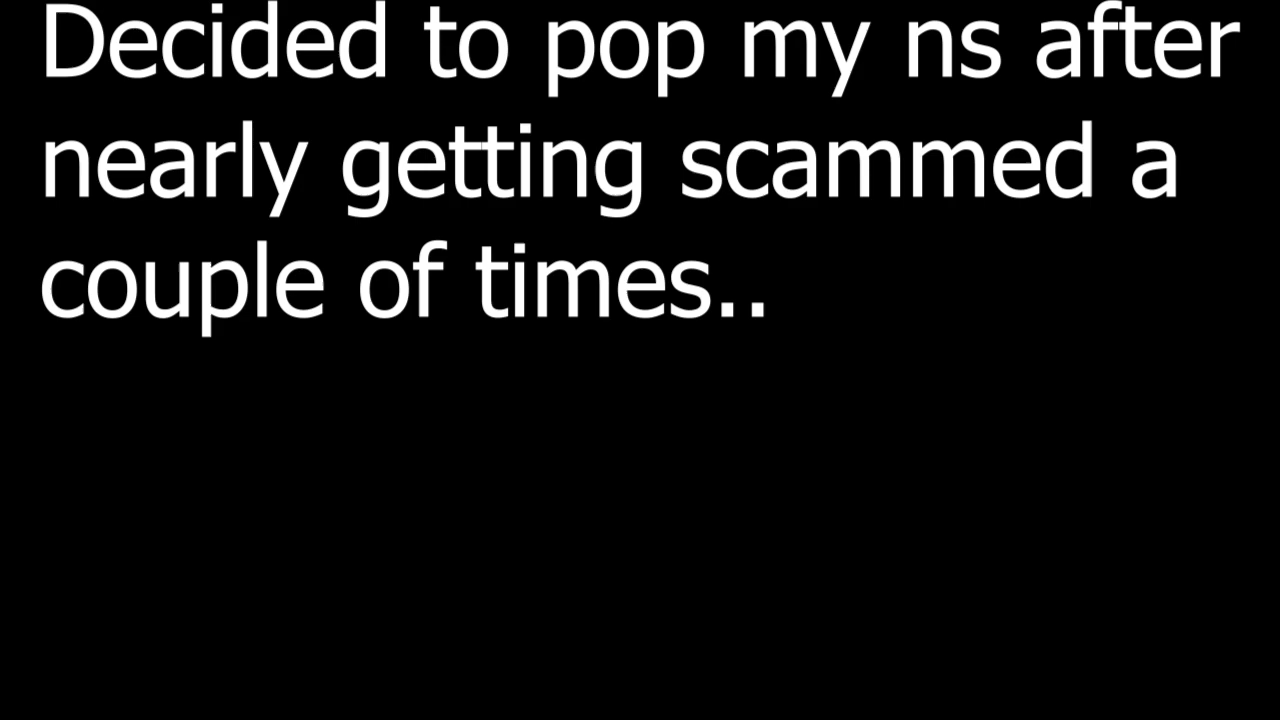 Decided to pop my ns after
nearly getting scammed a
couple of times..